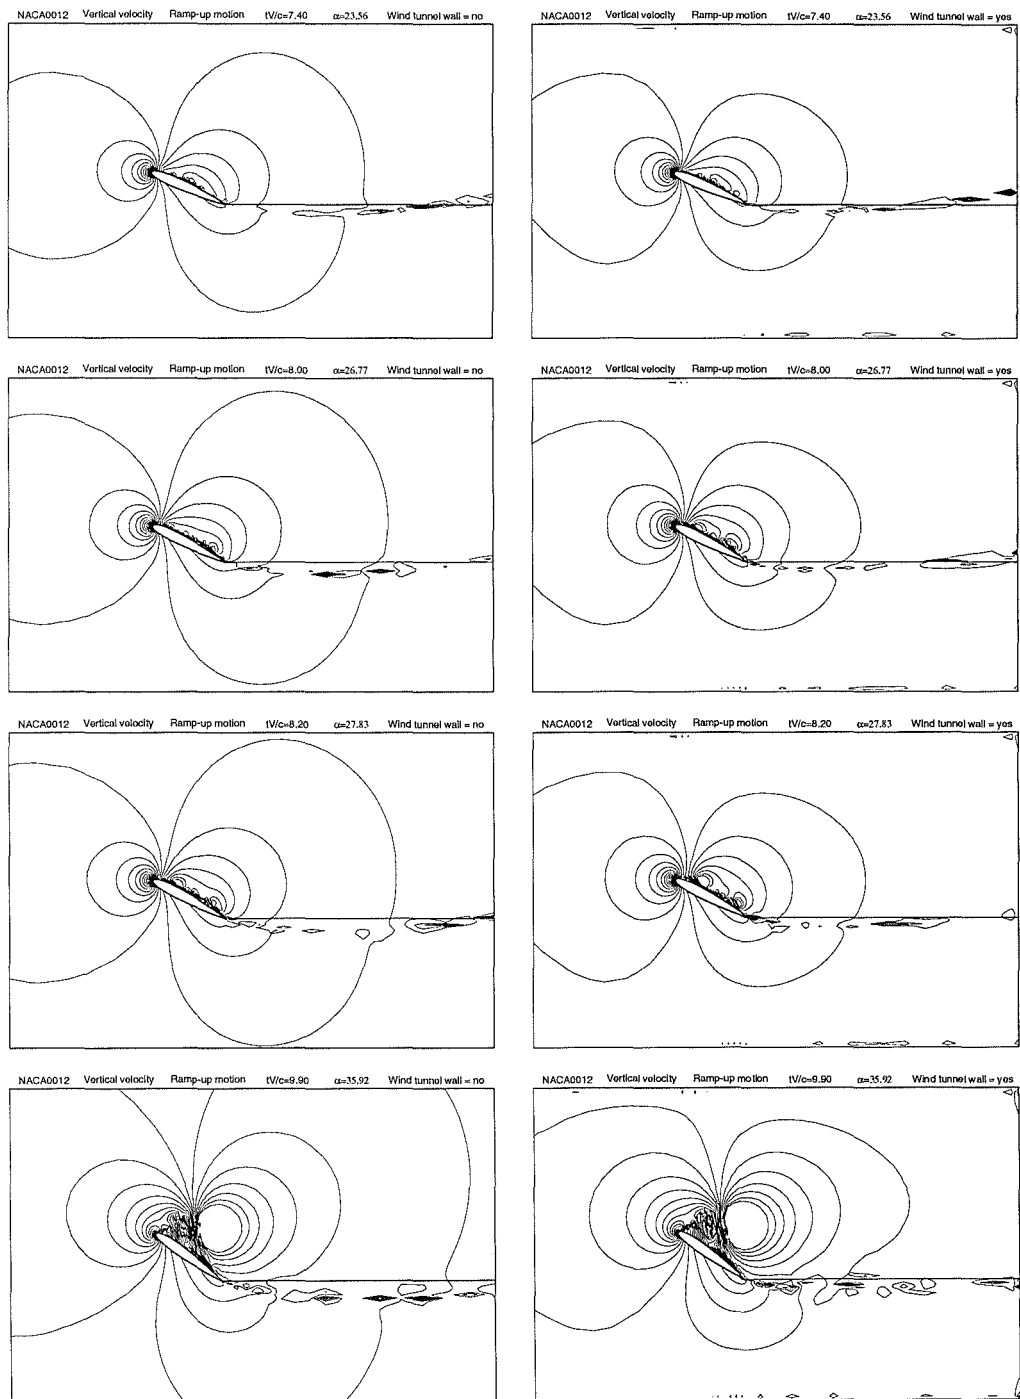 NACA0012 Vertical velocity Ramp-up motion tV/c=7.40 α=23.56 Wind tunnel wall = no
NACA0012 Vertical velocity Ramp-up motion tV/c=7.40 α=23.56 Wind tunnel wall = yes
NACA0012 Vertical velocity Ramp-up motion tV/c=8.00 α=26.77 Wind tunnel wall = no
NACA0012 Vertical velocity Ramp-up motion tV/c=8.00 α=26.77 Wind tunnel wall = yes
NACA0012 Vertical velocity Ramp-up motion tV/c=8.20 α=27.83 Wind tunnel wall = no
NACA0012 Vertical velocity Ramp-up motion tV/c=8.20 α=27.83 Wind tunnel wall = yes
NACA0012 Vertical velocity Ramp-up motion tV/c=9.90 α=35.92 Wind tunnel wall = no
NACA0012 Vertical velocity Ramp-up motion tV/c=9.90 α=35.92 Wind tunnel wall = yes